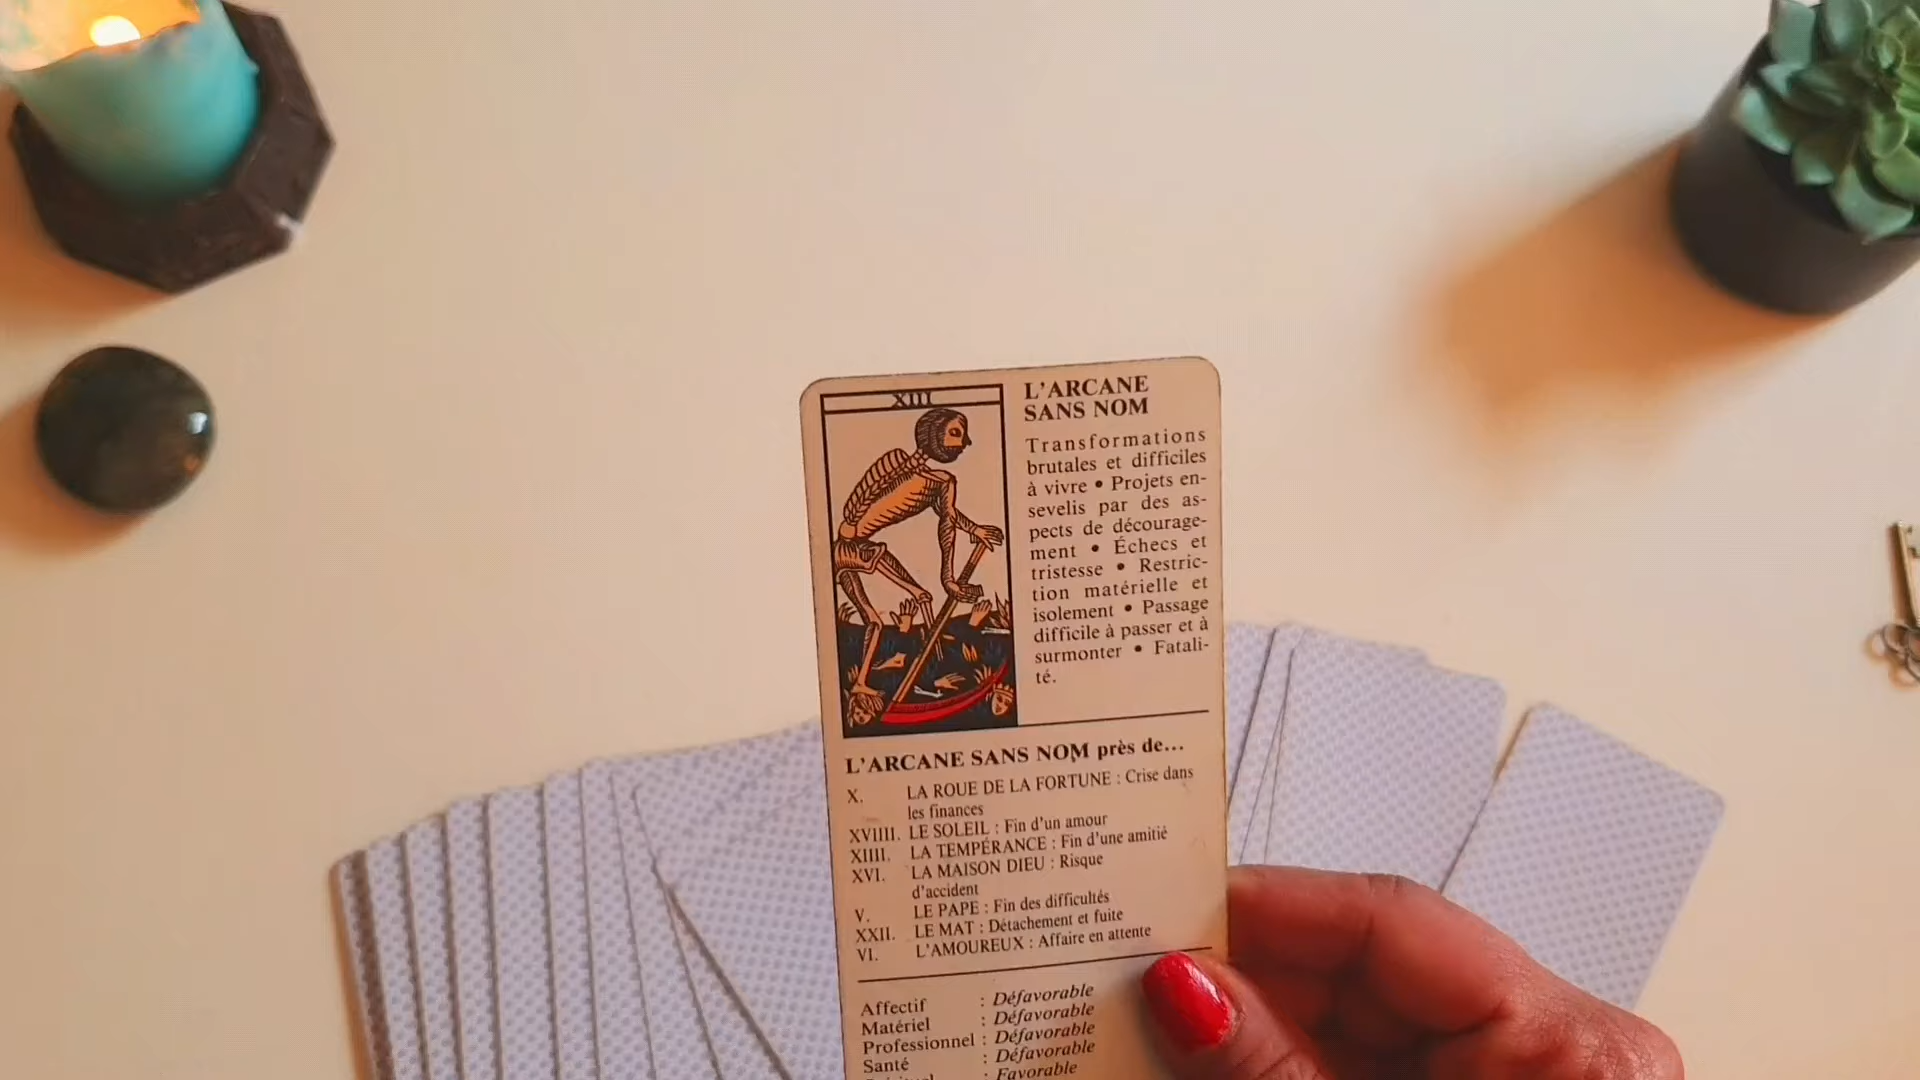 XIII
L'ARCANE
SANS NOM
Transformations
brutales et difficiles
à vivre • Projets en-
sevelis par des as-
pects de décourage-
ment • Échecs et
tristesse • Restric-
tion matérielle et
isolement • Passage
difficile à passer et à
surmonter • Fatali-
té.
L'ARCANE SANS NOM près de...
X. LA ROUE DE LA FORTUNE : Crise dans
les finances
XVIIII. LE SOLEIL : Fin d'un amour
XIIII. LA TEMPÉRANCE : Fin d'une amitié
XVI. LA MAISON DIEU : Risque
d'accident
V. LE PAPE : Fin des difficultés
XXII. LE MAT : Détachement et fuite
VI. L'AMOUREUX : Affaire en attente
Affectif : Défavorable
Matériel : Défavorable
Professionnel : Défavorable
Santé : Défavorable
: Favorable